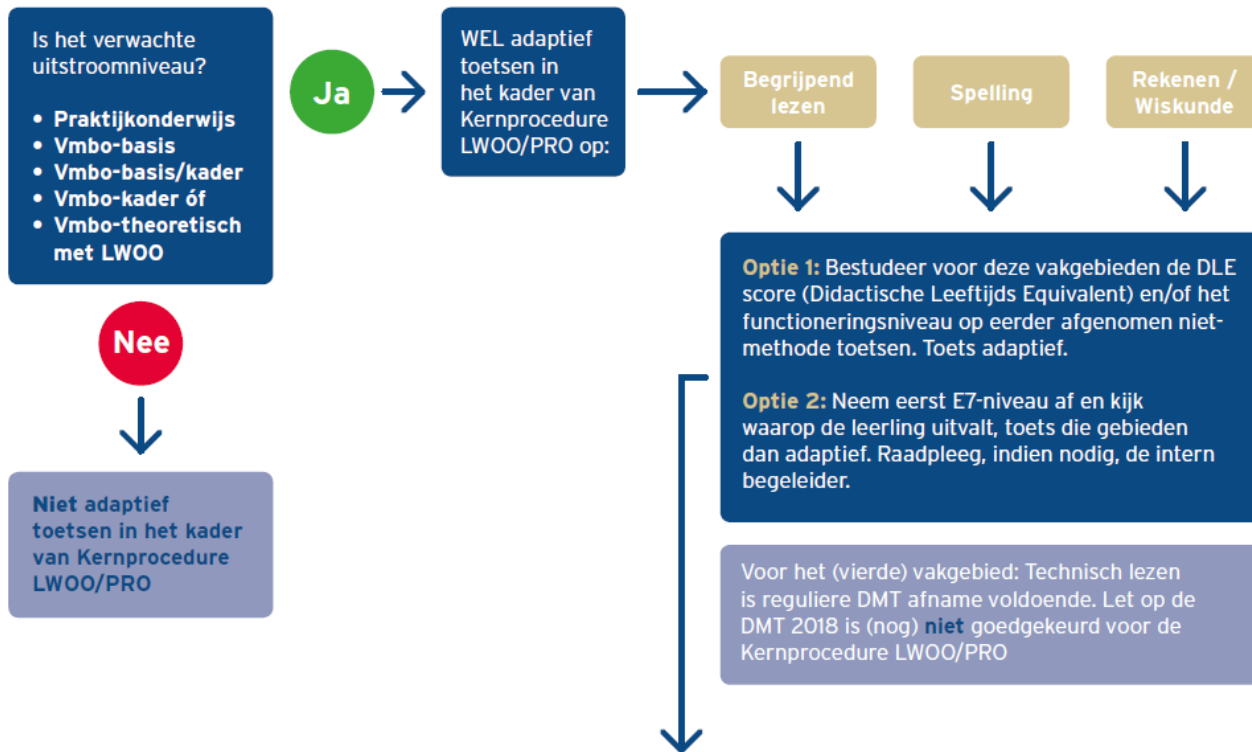 Is het verwachte
uitstroomniveau?
• Praktijkonderwijs
• Vmbo-basis
• Vmbo-basis/kader
• Vmbo-kader óf
• Vmbo-theoretisch
met LWOO
Ja
WEL adaptief
toetsen in
het kader van
Kernprocedure
LWOO/PRO op:
Begrijpend
lezen
Spelling
Rekenen /
Wiskunde
Nee
Niet adaptief
toetsen in het kader
van Kernprocedure
LWOO/PRO
Optie 1: Bestudeer voor deze vakgebieden de DLE
score (Didactische Leeftijds Equivalent) en/of het
functioneringsniveau op eerder afgenomen niet-
methode toetsen. Toets adaptief.
Optie 2: Neem eerst E7-niveau af en kijk
waarop de leerling uitvalt, toets die gebieden
dan adaptief. Raadpleeg, indien nodig, de intern
begeleider.
Voor het (vierde) vakgebied: Technisch lezen
is reguliere DMT afname voldoende. Let op de
DMT 2018 is (nog) niet goedgekeurd voor de
Kernprocedure LWOO/PRO